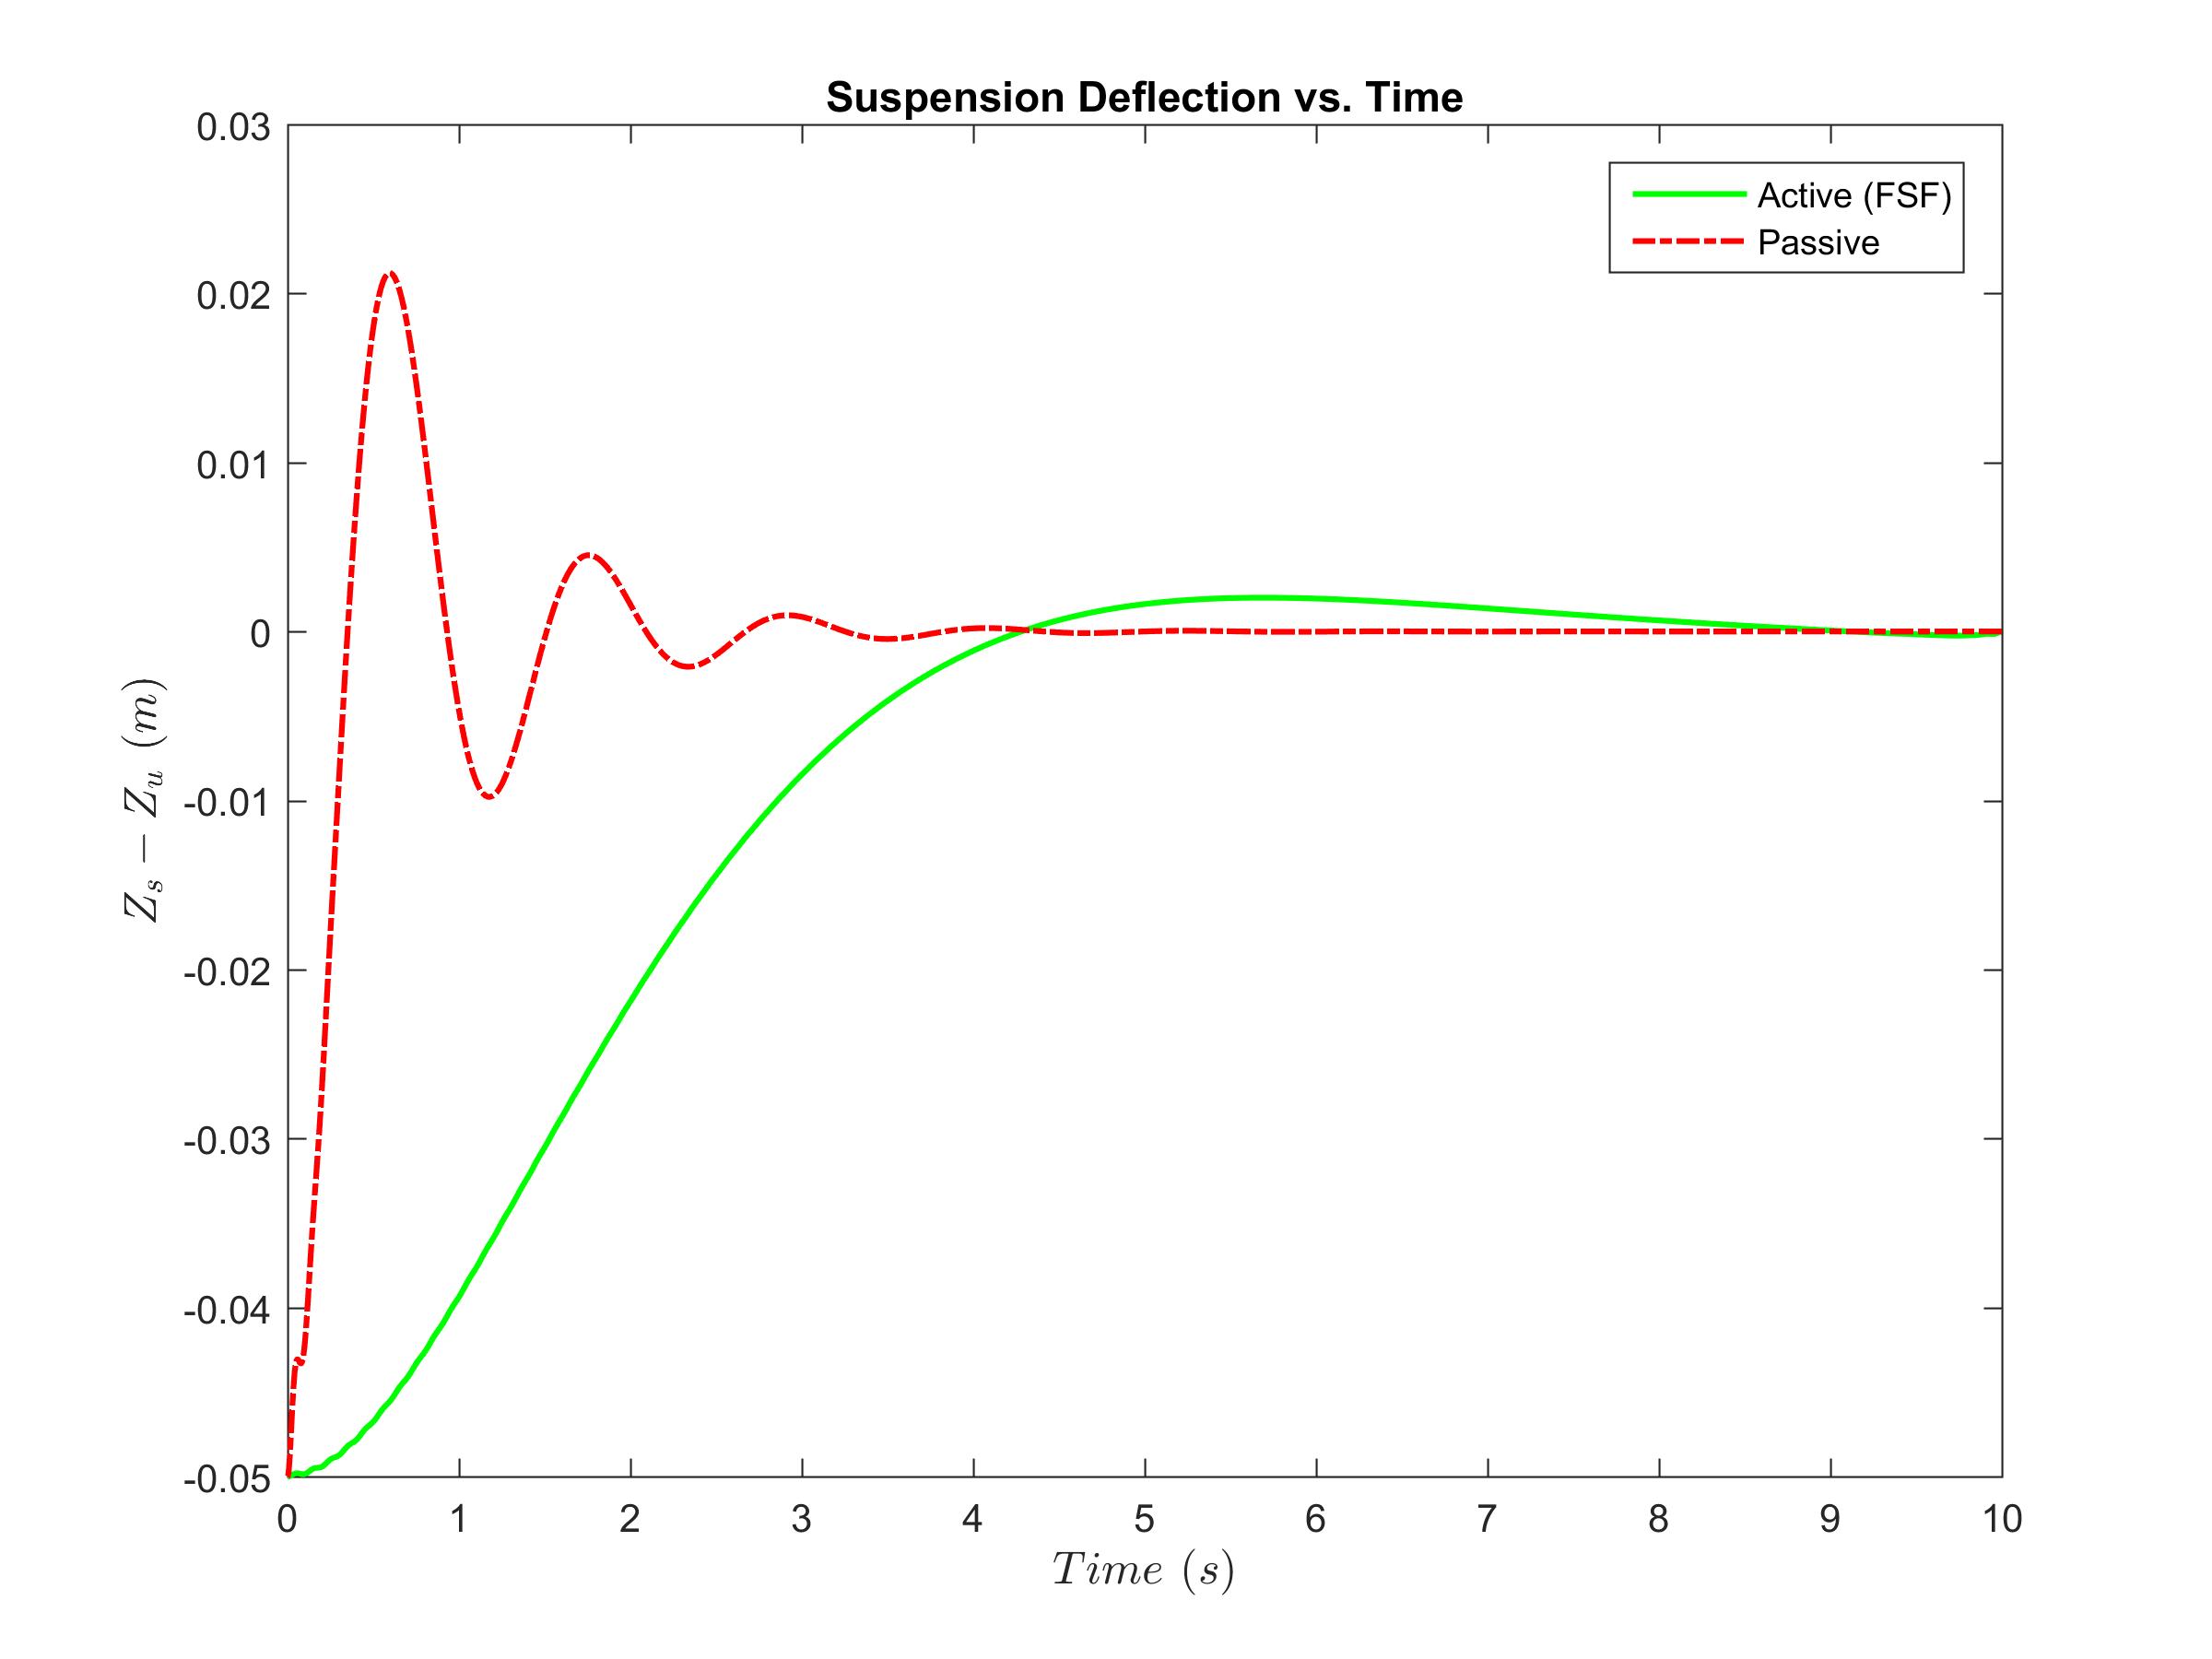 Suspension Deflection vs. Time
0.03
0.02
0.01
0
-0.01
-0.02
-0.03
-0.04
-0.05
Z_s − Z_u (m)
Active (FSF)
Passive
0 1 2 3 4 5 6 7 8 9 10
Time (s)